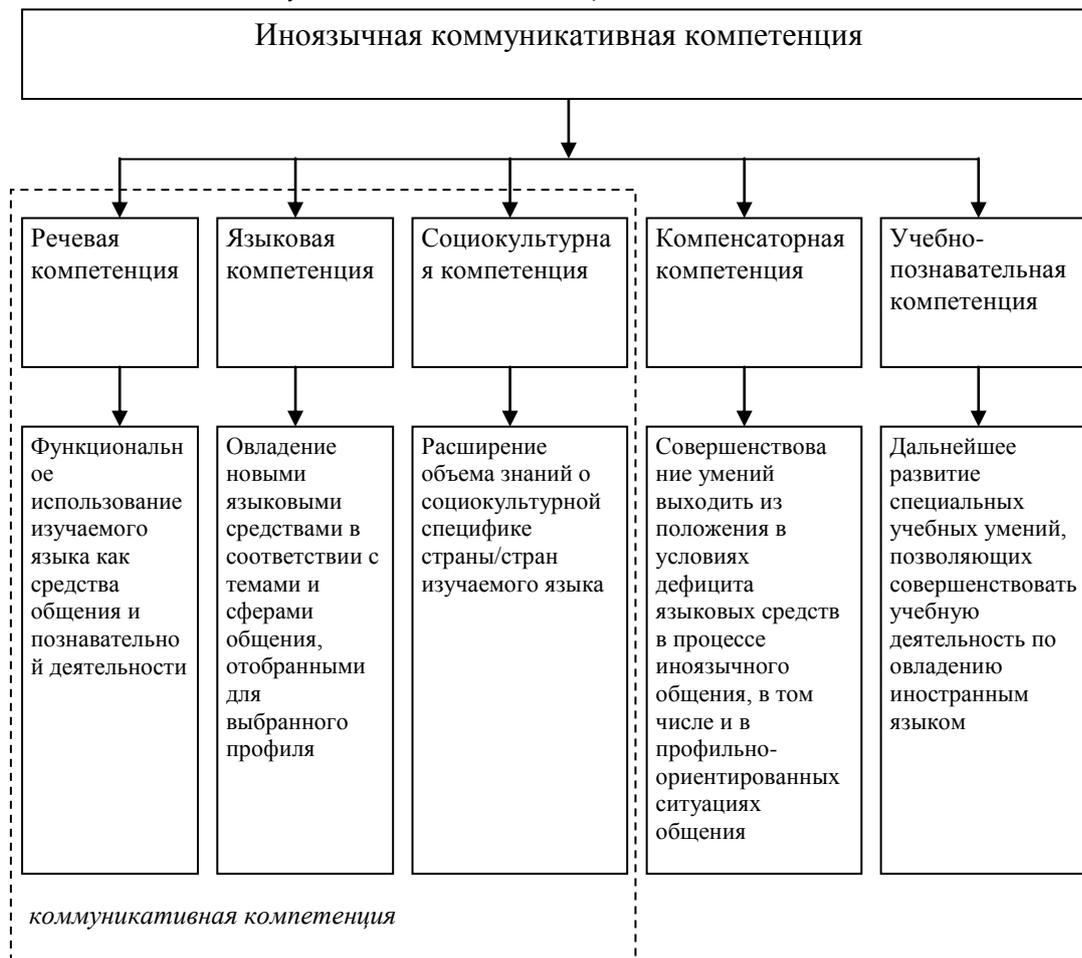 Иноязычная коммуникативная компетенция
Речевая
компетенция
Языковая
компетенция
Социокультурна
я компетенция
Компенсаторная
компетенция
Учебно-
познавательная
компетенция
Функциональн
ое
использование
изучаемого
языка как
средства
общения и
познавательно
й деятельности
Овладение
новыми
языковыми
средствами в
соответствии с
темами и
сферами
общения,
отобранными
для
выбранного
профиля
Расширение
объема знаний о
социокультурной
специфике
страны/стран
изучаемого языка
Совершенствова
ние умений
выходить из
положения в
условиях
дефицита
языковых средств
в процессе
иноязычного
общения, в том
числе и в
профильно-
ориентированных
ситуациях
общения
Дальнейшее
развитие
специальных
учебных умений,
позволяющих
совершенствовать
учебную
деятельность по
овладению
иностранным
языком
коммуникативная компетенция